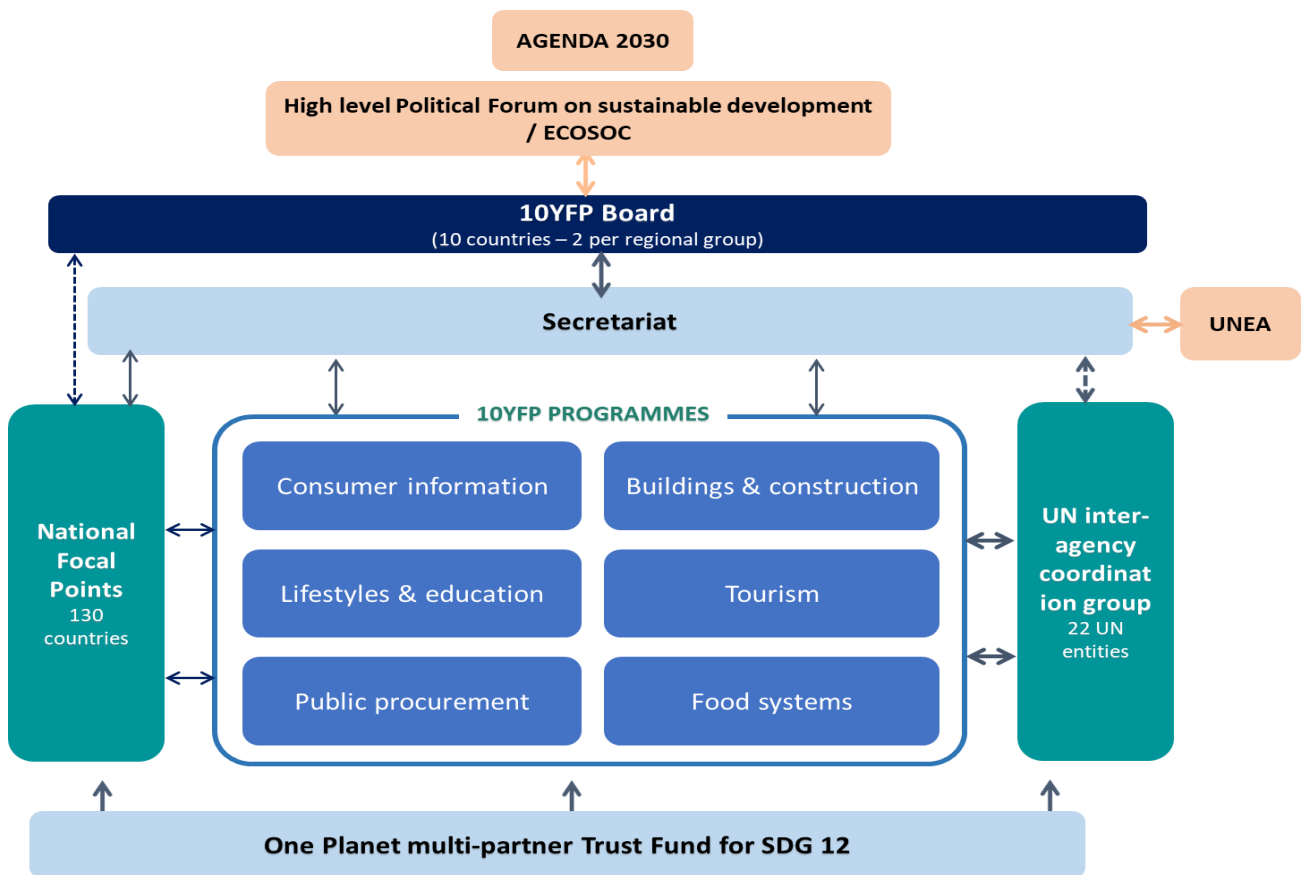 AGENDA 2030
High level Political Forum on sustainable development
/ ECOSOC
10YFP Board
(10 countries – 2 per regional group)
Secretariat
UNEA
10YFP PROGRAMMES
National
Focal
Points
130
countries
Consumer information
Buildings & construction
Lifestyles & education
Tourism
Public procurement
Food systems
UN inter-
agency
coordinat
ion group
22 UN
entities
One Planet multi-partner Trust Fund for SDG 12